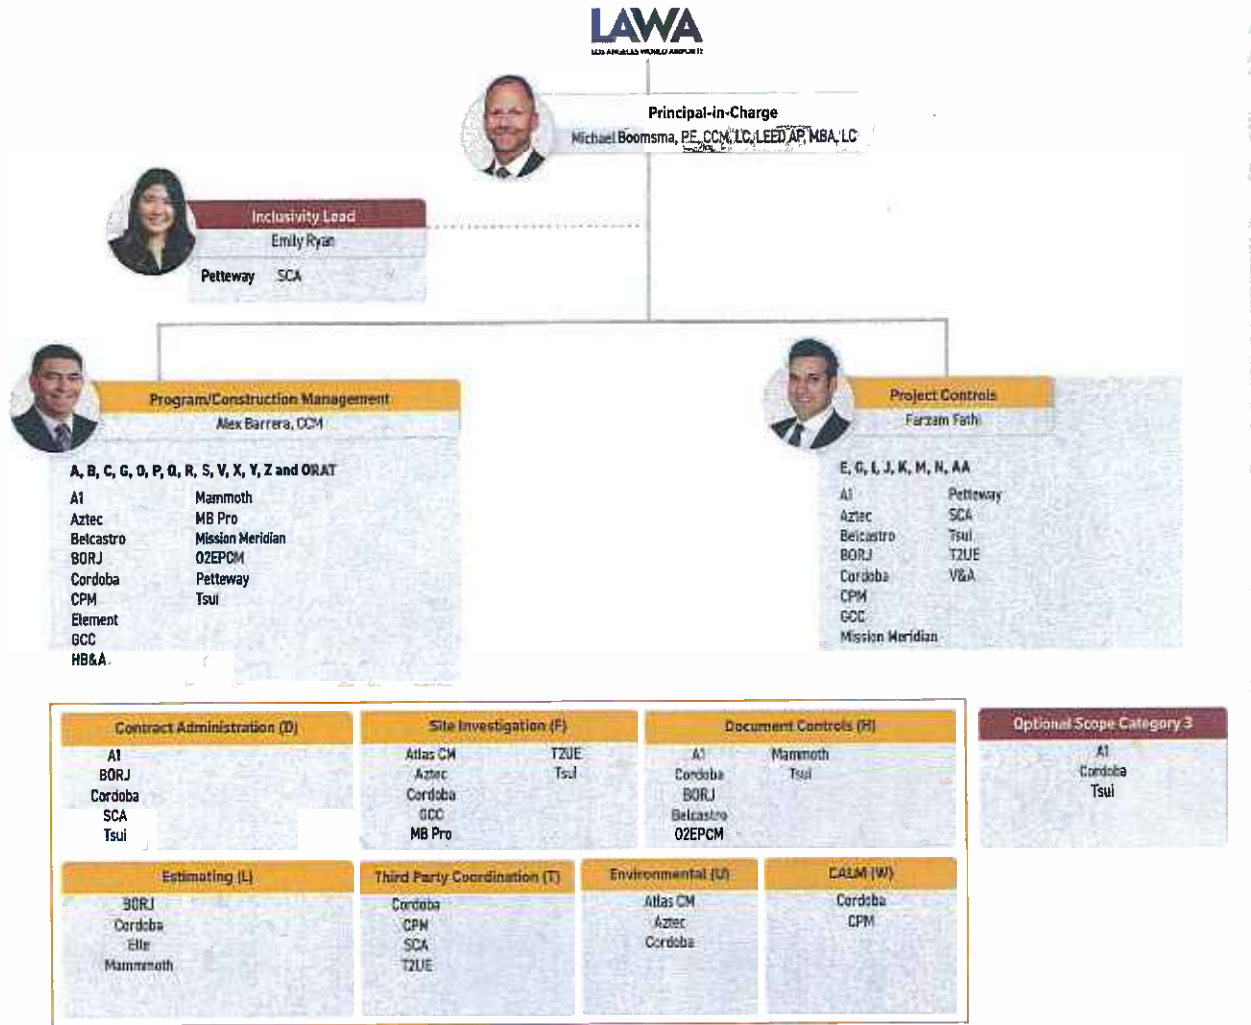 LAWA
LOS ANGELES WORLD AIRPORTS
Principal-in-Charge
Michael Boomsma, P.E., CCM, LC, LEED AP, MBA, LC
Inclusivity Lead
Emily Ryan
Petteway SCA
Program/Construction Management
Alex Barrera, CCM
A, B, C, G, O, P, Q, R, S, V, X, Y, Z and ORAT
A1 Mammoth
Aztec MB Pro
Belcastro Mission Meridian
BORJ O2EPCM
Cordoba Petteway
CPM Tsui
Element
GCC
HB&A
Project Controls
Farzam Fathi
E, G, I, J, K, M, N, AA
A1 Petteway
Aztec SCA
Belcastro Tsui
BORJ T2UE
Cordoba V&A
CPM
GCC
Mission Meridian
Contract Administration (D)
A1
BORJ
Cordoba
SCA
Tsui
Site Investigation (F)
Atlas CM T2UE
Aztec Tsui
Cordoba
GCC
MB Pro
Document Controls (H)
A1 Mammoth
Cordoba Tsui
BORJ
Belcastro
O2EPCM
Optional Scope Category 3
A1
Cordoba
Tsui
Estimating (L)
BORJ
Cordoba
Elle
Mammmoth
Third Party Coordination (T)
Cordoba
CPM
SCA
T2UE
Environmental (U)
Atlas CM
Aztec
Cordoba
CALM (W)
Cordoba
CPM